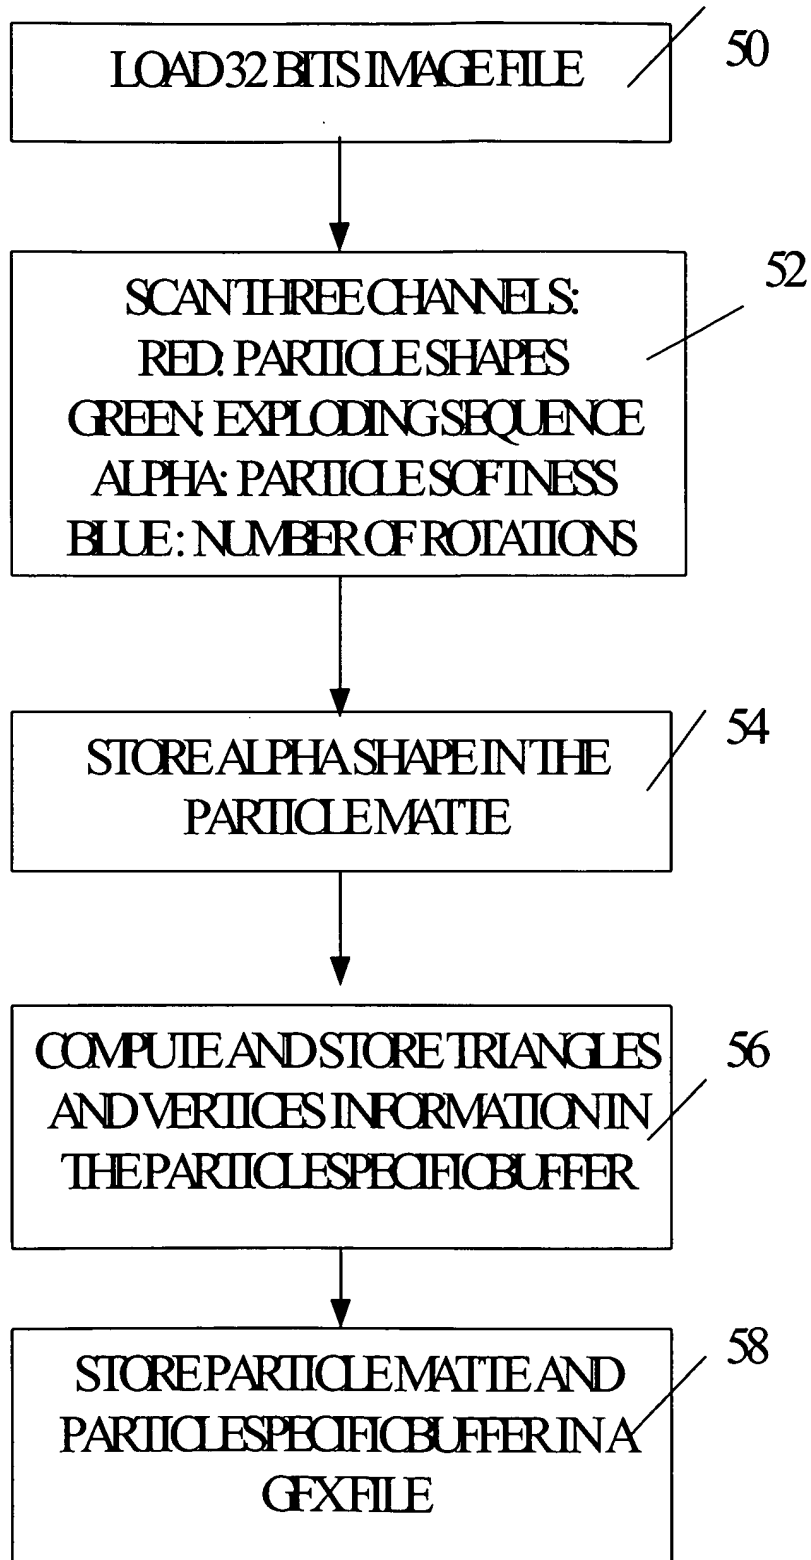 LOAD 32 BITS IMAGE FILE
50
SCAN THREE CHANNELS:
52
RED: PARTICLE SHAPES
GREEN: EXPLODING SEQUENCE
ALPHA: PARTICLE SOFTNESS
BLUE: NUMBER OF ROTATIONS
STORE ALPHA SHAPE IN THE
54
PARTICLE MATTE
COMPUTE AND STORE TRIANGLES
56
AND VERTICES INFORMATION IN
THE PARTICLE SPECIFIC BUFFER
STORE PARTICLE MATTE AND
58
PARTICLE SPECIFIC BUFFER IN A
GFX FILE